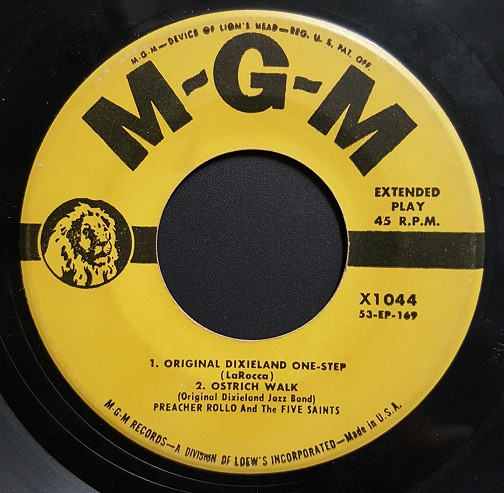 M-G-M—DEVICE OF LION'S HEAD—REG. U. S. PAT. OFF.
M-G-M
EXTENDED
PLAY
45 R.P.M.
X1044
53-EP-169
1. ORIGINAL DIXIELAND ONE-STEP
(LaRocca)
2. OSTRICH WALK
(Original Dixieland Jazz Band)
PREACHER ROLLO And The FIVE SAINTS
M-G-M RECORDS—A DIVISION OF LOEW'S INCORPORATED—Made in U.S.A.